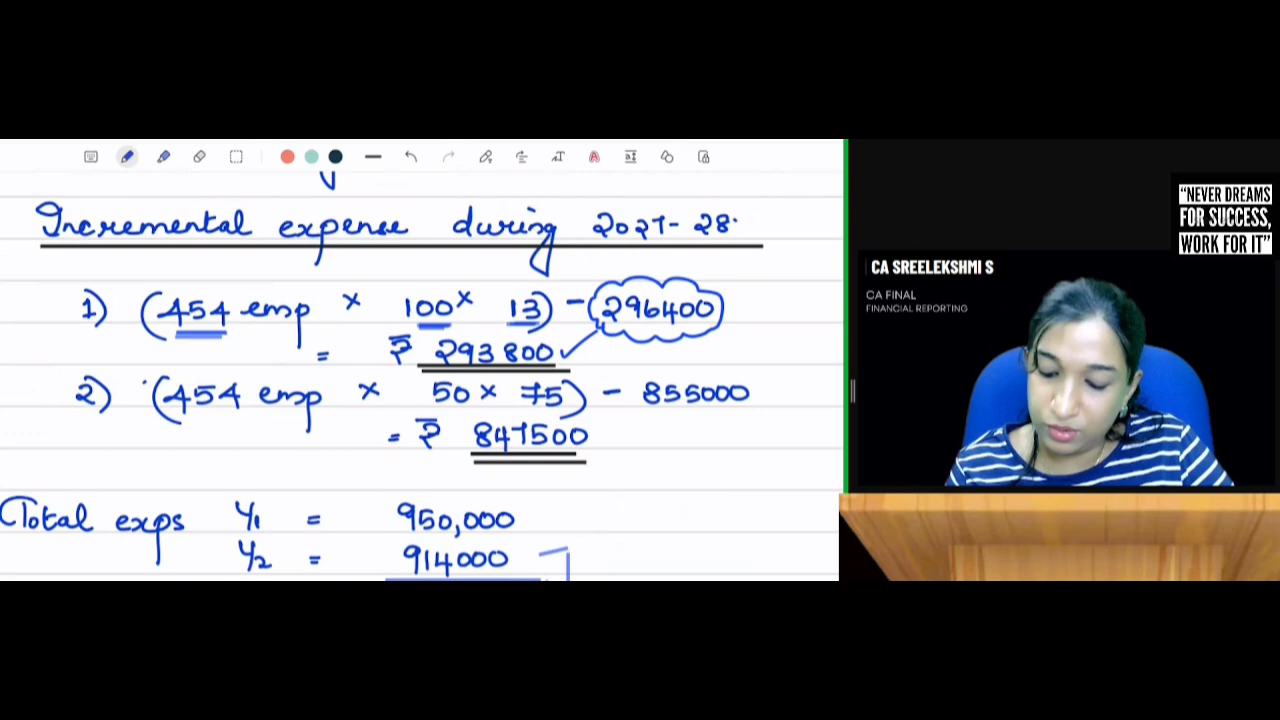 Incremental expense during 2027-28.
1) (454 emp × 100 × 13) - 296400
= ₹ 293800 ✓
2) (454 emp × 50 × 75) - 855000
= ₹ 847500
Total exps Y1 = 950,000
Y2 = 914000
"NEVER DREAMS
FOR SUCCESS,
WORK FOR IT"
CA SREELEKSHMI S
CA FINAL
FINANCIAL REPORTING